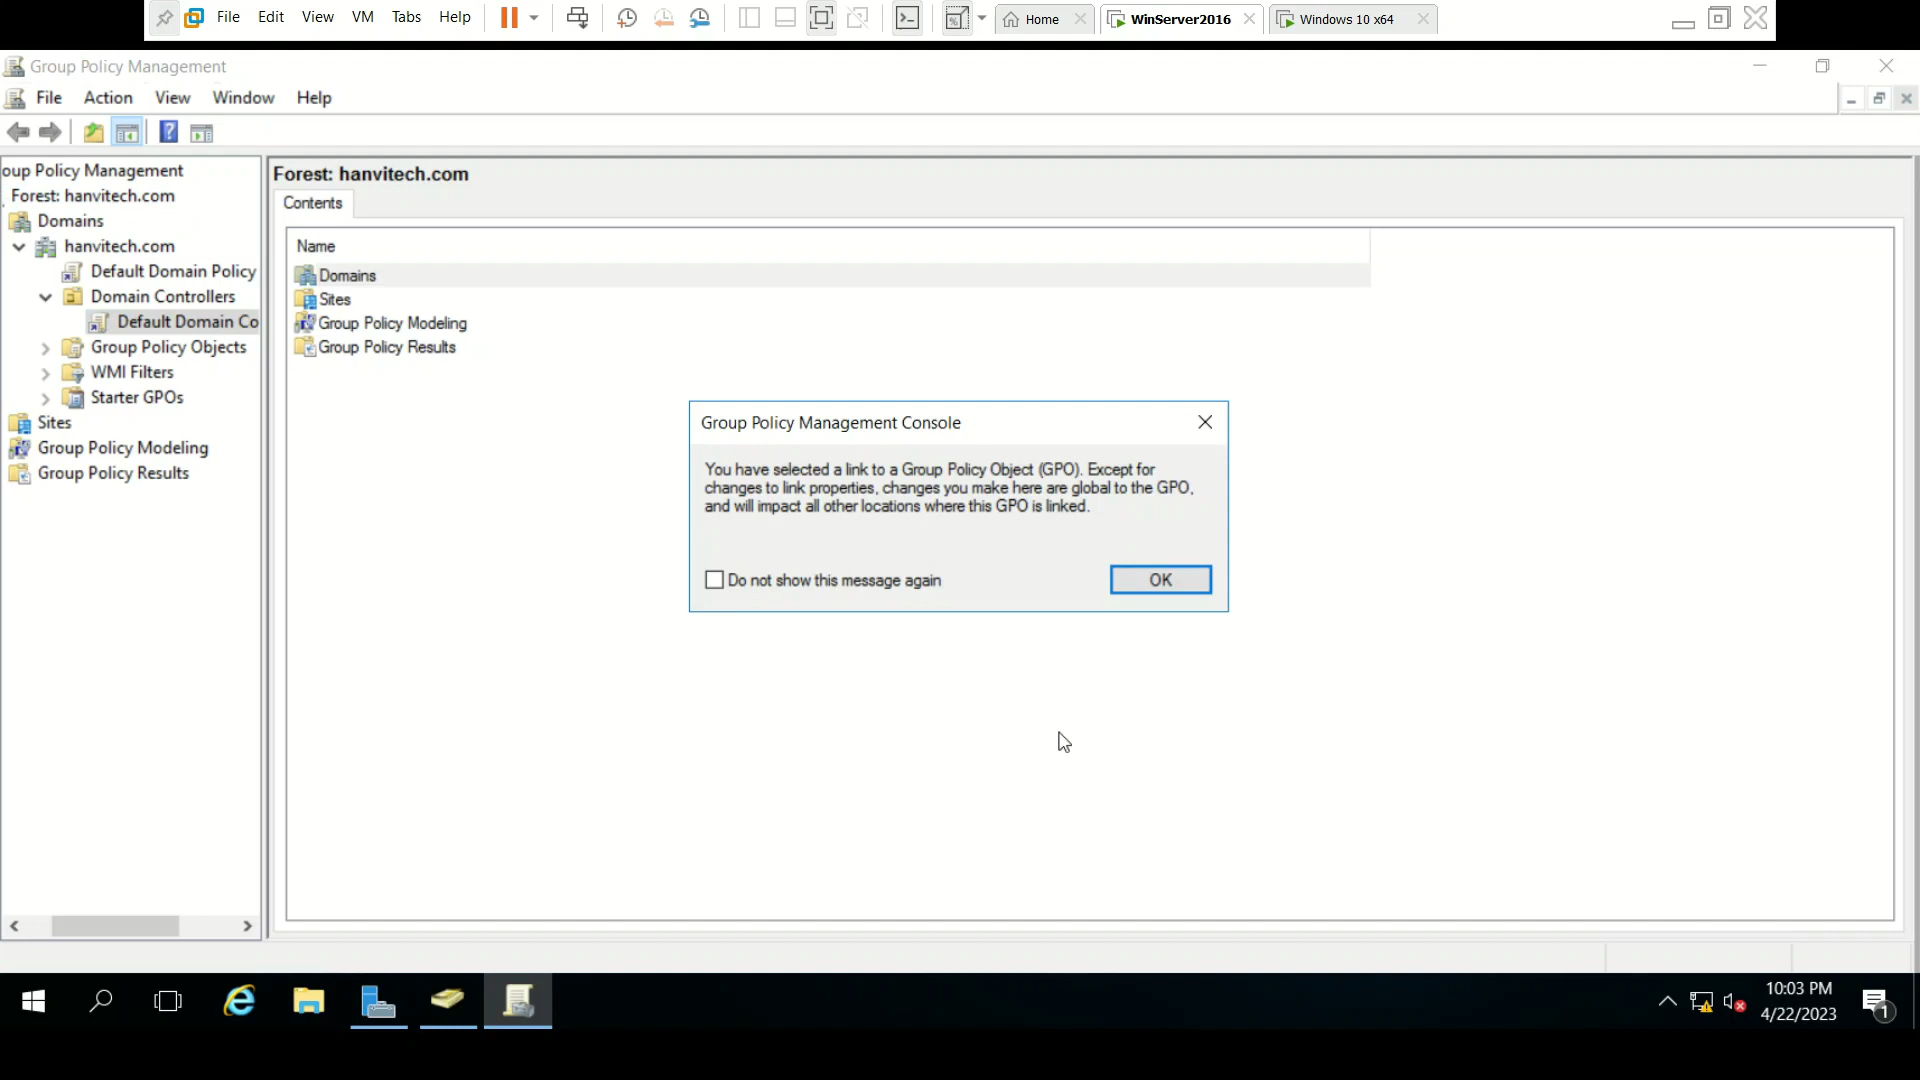 File Edit View VM Tabs Help Home WinServer2016 Windows 10 x64
Group Policy Management
File Action View Window Help
oup Policy Management
Forest: hanvitech.com
Domains
hanvitech.com
Default Domain Policy
Domain Controllers
Default Domain Co
Group Policy Objects
WMI Filters
Starter GPOs
Sites
Group Policy Modeling
Group Policy Results
Forest: hanvitech.com
Contents
Name
Domains
Sites
Group Policy Modeling
Group Policy Results
Group Policy Management Console
You have selected a link to a Group Policy Object (GPO). Except for
changes to link properties, changes you make here are global to the GPO,
and will impact all other locations where this GPO is linked.
Do not show this message again
OK
10:03 PM
4/22/2023
1